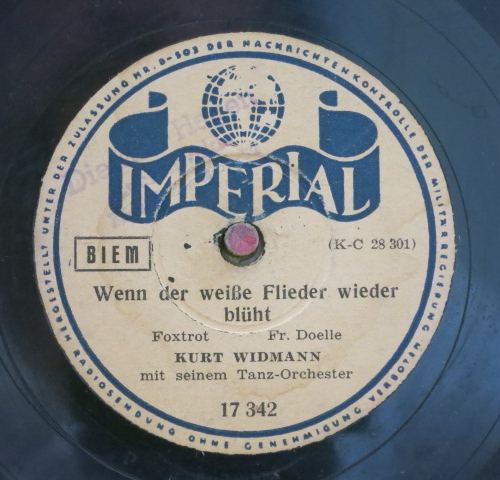 HERGESTELLT UNTER DER ZULASSUNG NR. B-503 DER NACHRICHTENKONTROLLE DER MILITÄRREGIERUNG
RADIOSENDUNG OHNE GENEHMIGUNG VERBOTEN
IMPERIAL
BIEM
(K-C 28 301)
Wenn der weiße Flieder wieder
blüht
Foxtrot Fr. Doelle
KURT WIDMANN
mit seinem Tanz-Orchester
17 342